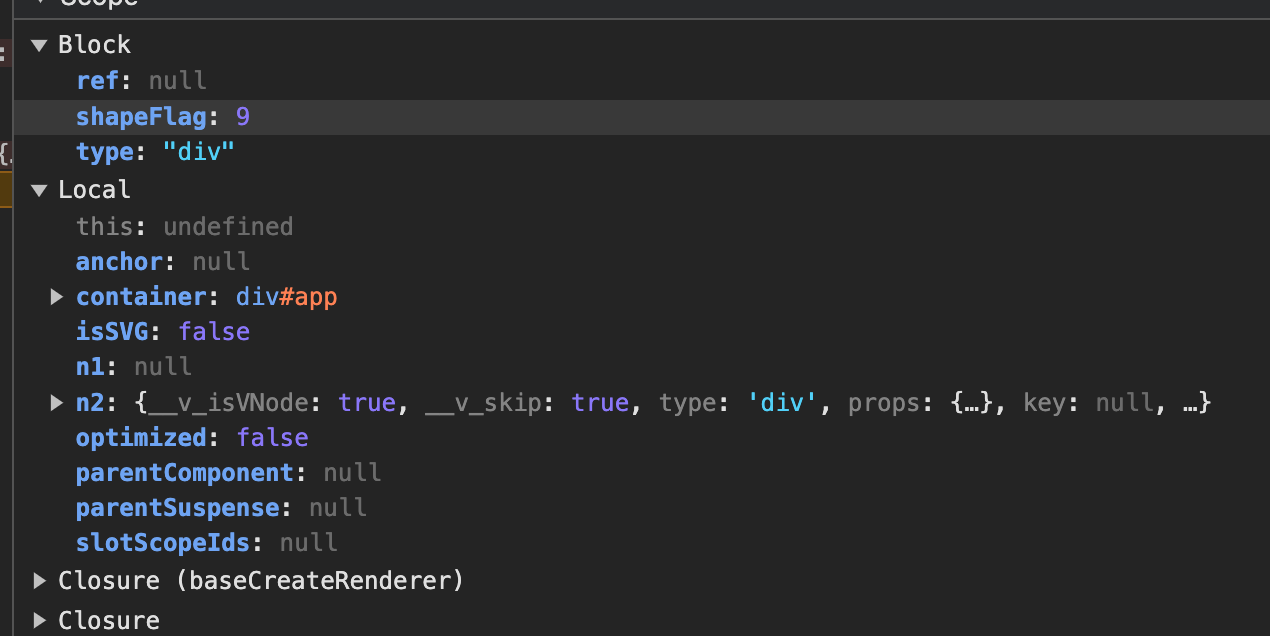 Scope
Block
ref: null
shapeFlag: 9
type: "div"
Local
this: undefined
anchor: null
container: div#app
isSVG: false
n1: null
n2: {__v_isVNode: true, __v_skip: true, type: 'div', props: {…}, key: null, …}
optimized: false
parentComponent: null
parentSuspense: null
slotScopeIds: null
Closure (baseCreateRenderer)
Closure